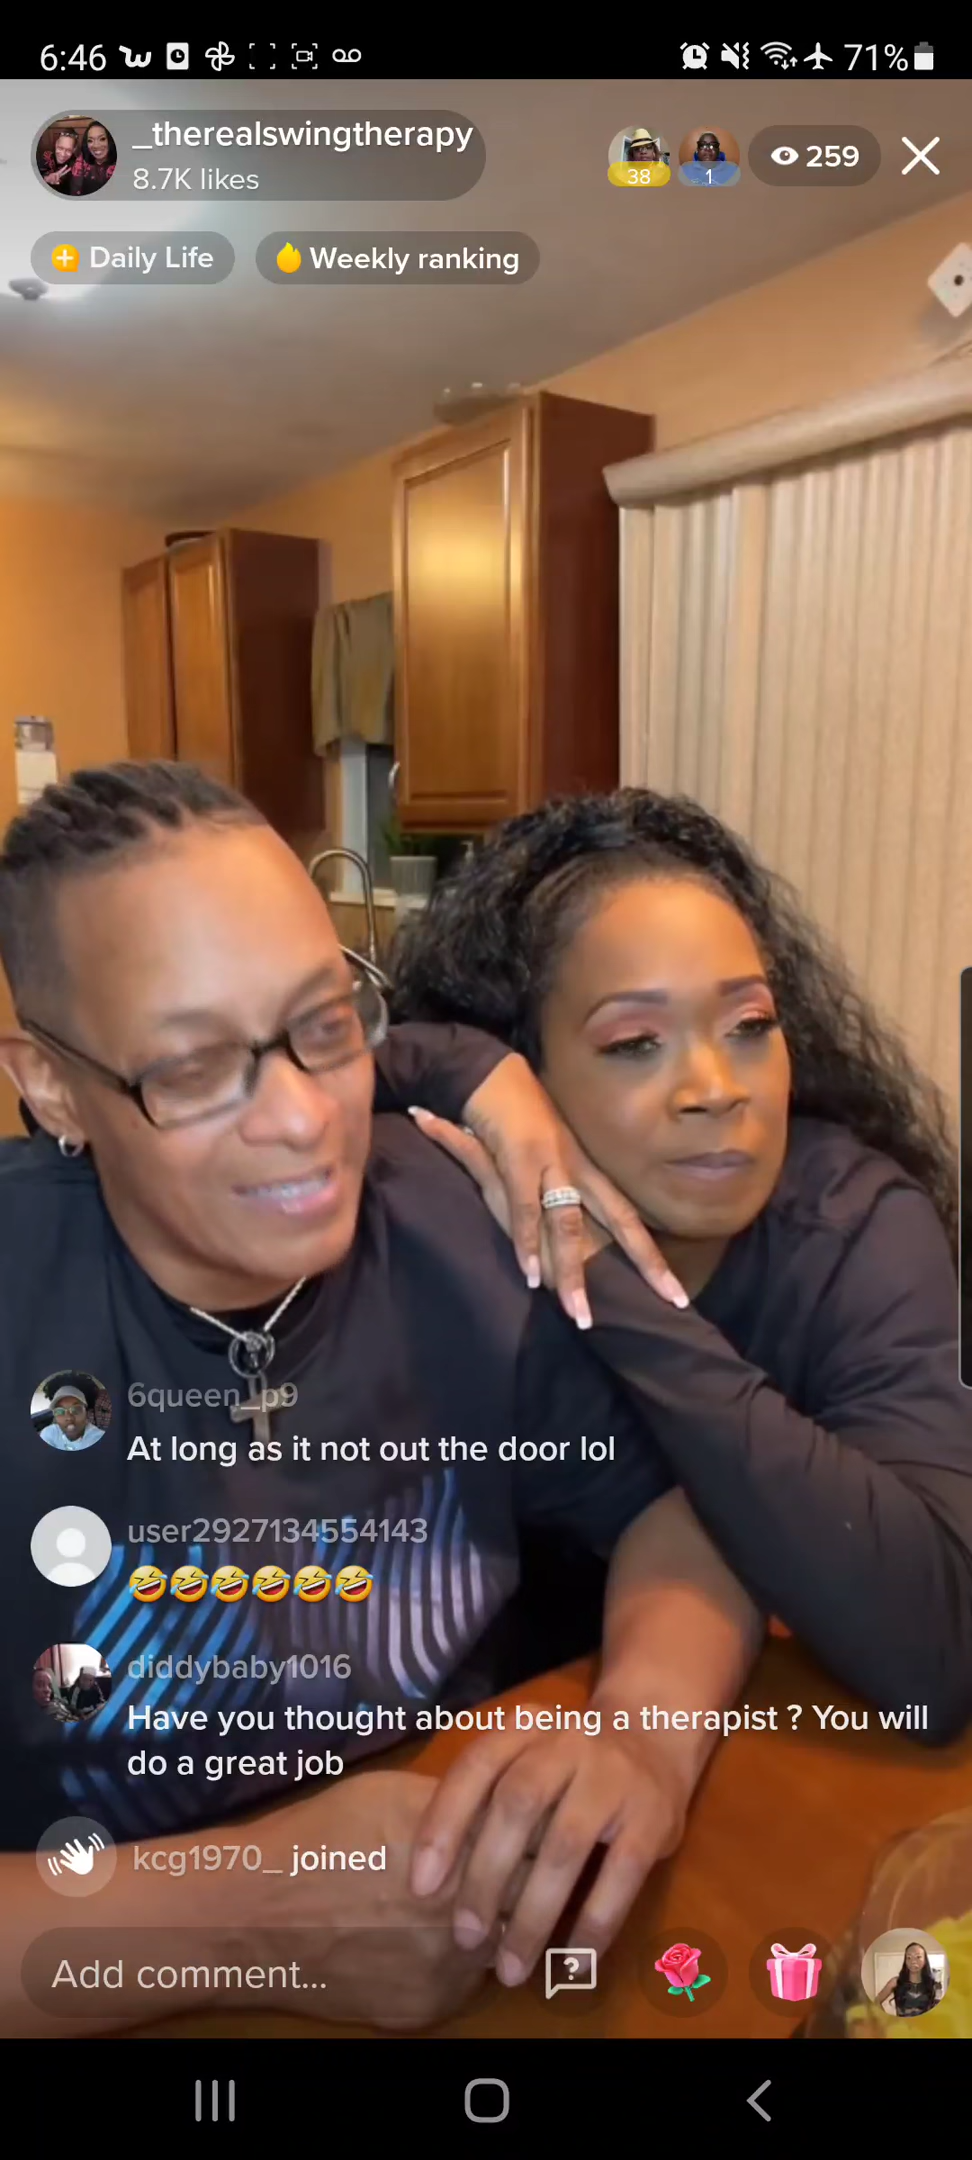 6:46
71%
_therealswingtherapy
8.7K likes
38
1
259
Daily Life
Weekly ranking
6queen_p9
At long as it not out the door lol
user2927134554143
🤣🤣🤣🤣🤣🤣
diddybaby1016
Have you thought about being a therapist ? You will
do a great job
kcg1970_ joined
Add comment...